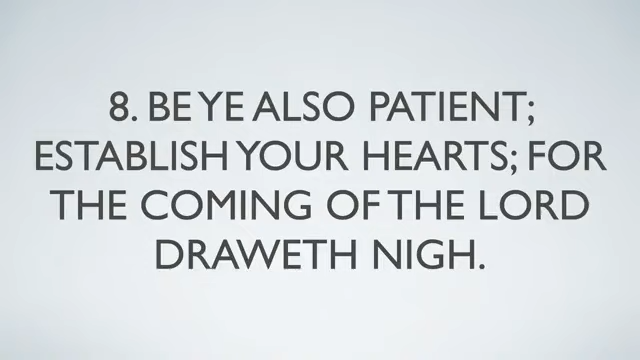 8. BE YE ALSO PATIENT;
ESTABLISH YOUR HEARTS; FOR
THE COMING OF THE LORD
DRAWETH NIGH.